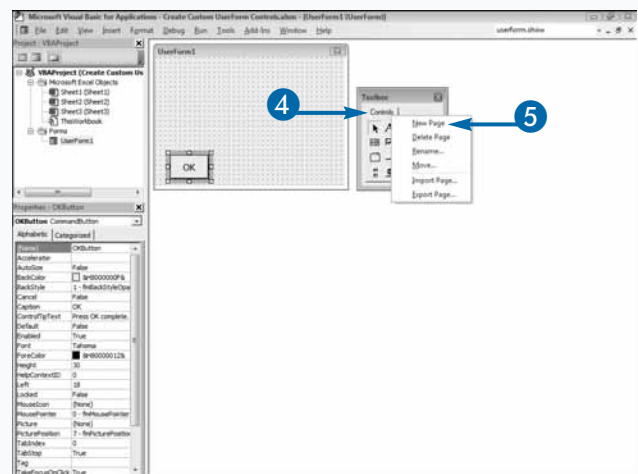 Microsoft Visual Basic for Applications - Create Custom UserForm Controls.xlsm - [UserForm1 (UserForm)]
File Edit View Insert Format Debug Run Tools Add-Ins Window Help
userform.show
Project - VBAProject
VBAProject (Create Custom Us
Microsoft Excel Objects
Sheet1 (Sheet1)
Sheet2 (Sheet2)
Sheet3 (Sheet3)
ThisWorkbook
Forms
UserForm1
UserForm1
OK
Toolbox
Controls
4
5
New Page
Delete Page
Rename...
Move...
Import Page...
Export Page...
Properties - OKButton
OKButton CommandButton
Alphabetic Categorized
(Name) OKButton
Accelerator
AutoSize False
BackColor &H8000000F&
BackStyle 1 - fmBackStyleOpa
Cancel False
Caption OK
ControlTipText Press OK complete.
Default False
Enabled True
Font Tahoma
ForeColor &H80000012&
Height 30
HelpContextID 0
Left 18
Locked False
MouseIcon (None)
MousePointer 0 - fmMousePointer
Picture (None)
PicturePosition 7 - fmPicturePosition
TabIndex 0
TabStop True
Tag
TakeFocusOnClick True